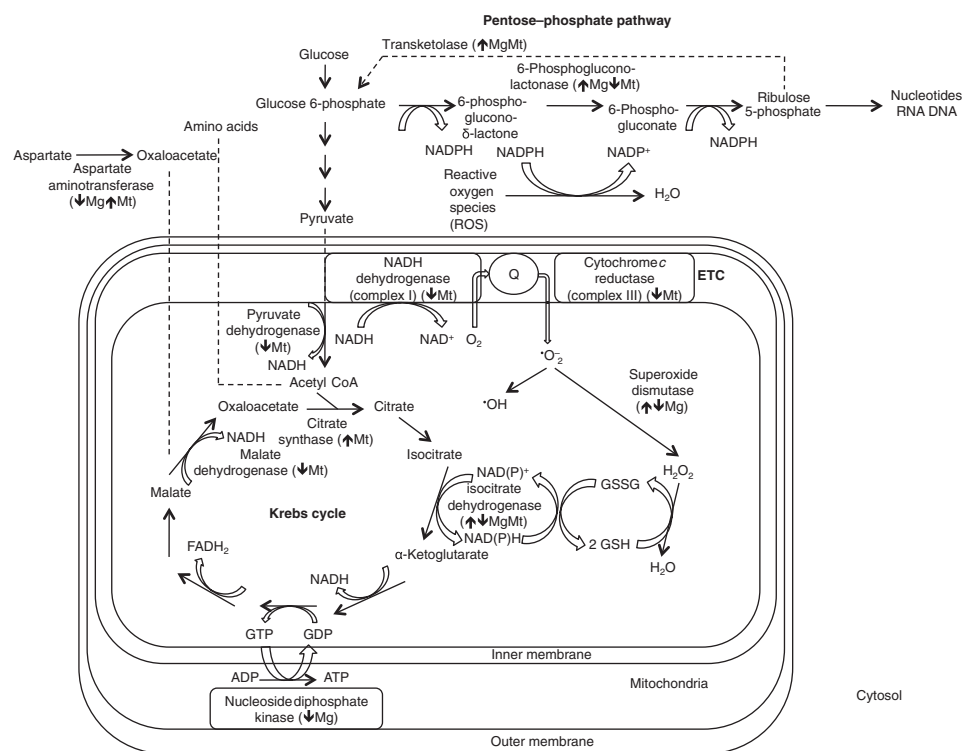 Pentose–phosphate pathway
Transketolase (↑MgMt)
Glucose
6-Phosphoglucono-
lactonase (↑Mg↓Mt)
Glucose 6-phosphate
6-phospho-
glucono-
δ-lactone
6-Phospho-
gluconate
Ribulose
5-phosphate
Nucleotides
RNA DNA
Amino acids
NADPH
NADPH
NADP⁺
NADPH
Aspartate
Oxaloacetate
Aspartate
aminotransferase
(↓Mg↑Mt)
Reactive
oxygen
species
(ROS)
H₂O
Pyruvate
NADH
dehydrogenase
(complex I) (↓Mt)
Q
Cytochromec
reductase
(complex III) (↓Mt)
ETC
Pyruvate
dehydrogenase
(↓Mt)
NADH
NADH
NAD⁺
O₂
•O₂⁻
Acetyl CoA
•OH
Superoxide
dismutase
(↑↓Mg)
Oxaloacetate
Citrate
Citrate
synthase (↑Mt)
NADH
Malate
dehydrogenase (↓Mt)
Isocitrate
Malate
NAD(P)⁺
isocitrate
dehydrogenase
(↑↓MgMt)
NAD(P)H
GSSG
H₂O₂
2 GSH
H₂O
Krebs cycle
α-Ketoglutarate
FADH₂
NADH
GTP
GDP
Inner membrane
ADP
ATP
Mitochondria
Cytosol
Nucleoside diphosphate
kinase (↓Mg)
Outer membrane